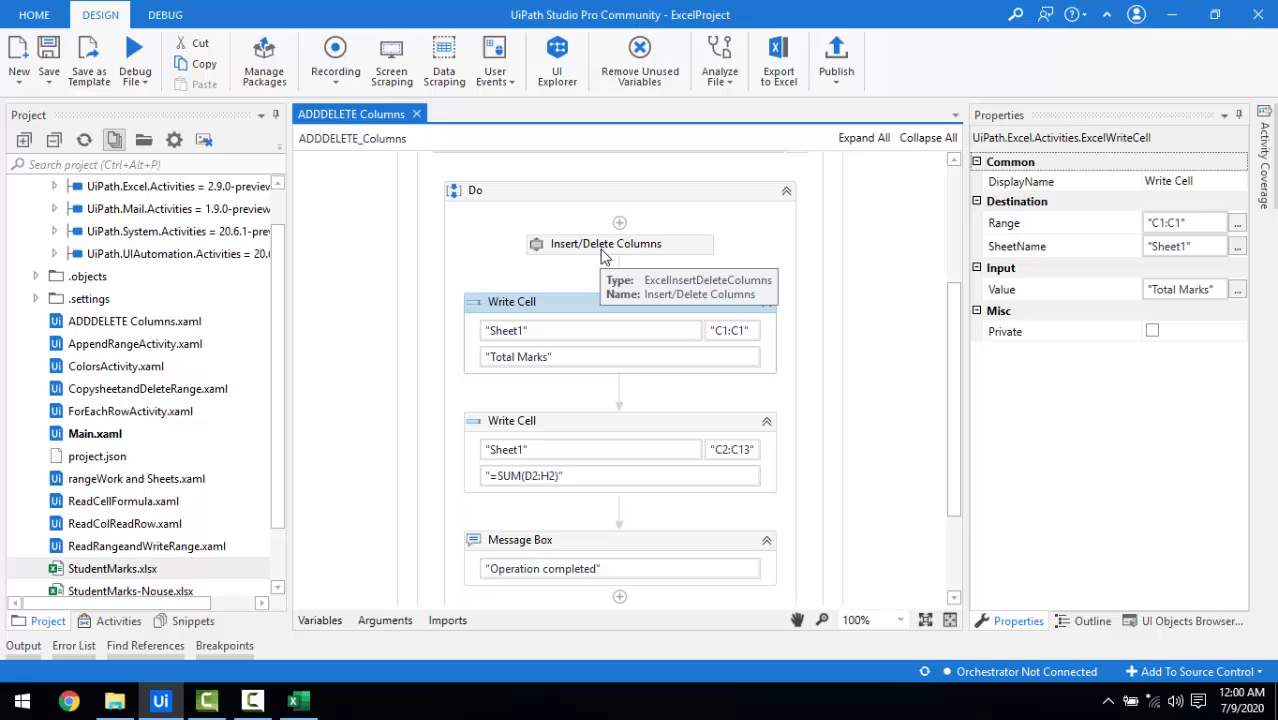 HOME
DESIGN
DEBUG
UiPath Studio Pro Community - ExcelProject
New
Save
Save as Template
Debug File
Cut
Copy
Paste
Manage Packages
Recording
Screen Scraping
Data Scraping
User Events
UI Explorer
Remove Unused Variables
Analyze File
Export to Excel
Publish
Project
Search project (Ctrl+Alt+P)
UiPath.Excel.Activities = 2.9.0-preview
UiPath.Mail.Activities = 1.9.0-preview
UiPath.System.Activities = 20.6.1-prev
UiPath.UIAutomation.Activities = 20.6
.objects
.settings
ADDDELETE Columns.xaml
AppendRangeActivity.xaml
ColorsActivity.xaml
CopysheetandDeleteRange.xaml
ForEachRowActivity.xaml
Main.xaml
project.json
rangeWork and Sheets.xaml
ReadCellFormula.xaml
ReadColReadRow.xaml
ReadRangeandWriteRange.xaml
StudentMarks.xlsx
StudentMarks-Nouse.xlsx
Project
Activities
Snippets
ADDDELETE Columns
ADDDELETE_Columns
Expand All
Collapse All
Do
Insert/Delete Columns
Type: ExcelInsertDeleteColumns
Name: Insert/Delete Columns
Write Cell
"Sheet1"
"C1:C1"
"Total Marks"
Write Cell
"Sheet1"
"C2:C13"
"=SUM(D2:H2)"
Message Box
"Operation completed"
Variables
Arguments
Imports
100%
Properties
UiPath.Excel.Activities.ExcelWriteCell
Common
DisplayName
Write Cell
Destination
Range
"C1:C1"
...
SheetName
"Sheet1"
...
Input
Value
"Total Marks"
...
Misc
Private
Activity Coverage
Properties
Outline
UI Objects Browser...
Output
Error List
Find References
Breakpoints
Orchestrator Not Connected
Add To Source Control
Ui
12:00 AM
7/9/2020